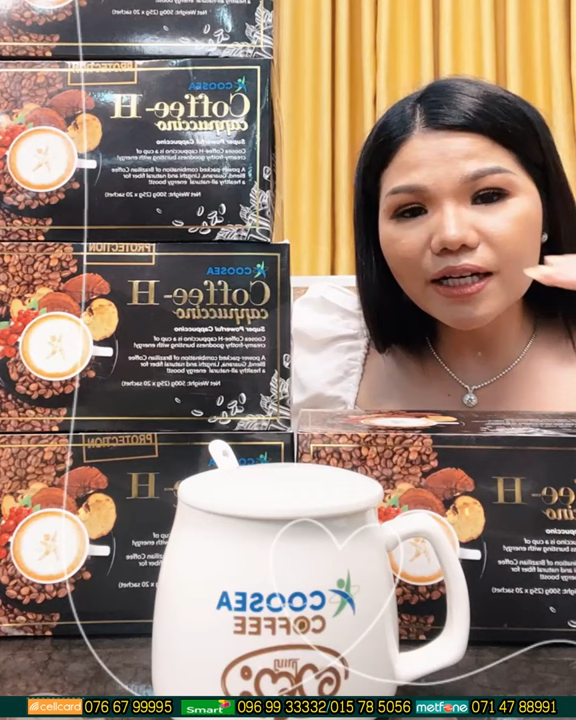 PROTECTION
COOSEA
Coffee-H
cappuccino
Super Powerful Cappuccino
Coosea Coffee-H Cappuccino is a cup of
creamy frothy goodness bursting with energy!
A power-packed combination of Brazilian Coffee
Blend, Guarana, Lingzhi and natural fiber for
a healthy all-natural energy boost!
Net Weight: 500g (25g x 20 sachet)
PROTECTION
COOSEA
Coffee-H
cappuccino
Super Powerful Cappuccino
Coosea Coffee-H Cappuccino is a cup of
creamy frothy goodness bursting with energy!
A power-packed combination of Brazilian Coffee
Blend, Guarana, Lingzhi and natural fiber for
a healthy all-natural energy boost!
Net Weight: 500g (25g x 20 sachet)
PROTECTION
COOSEA
COFFEE
cellcard 076 67 99995 Smart 096 99 33332/015 78 5056 metfone 071 47 88991